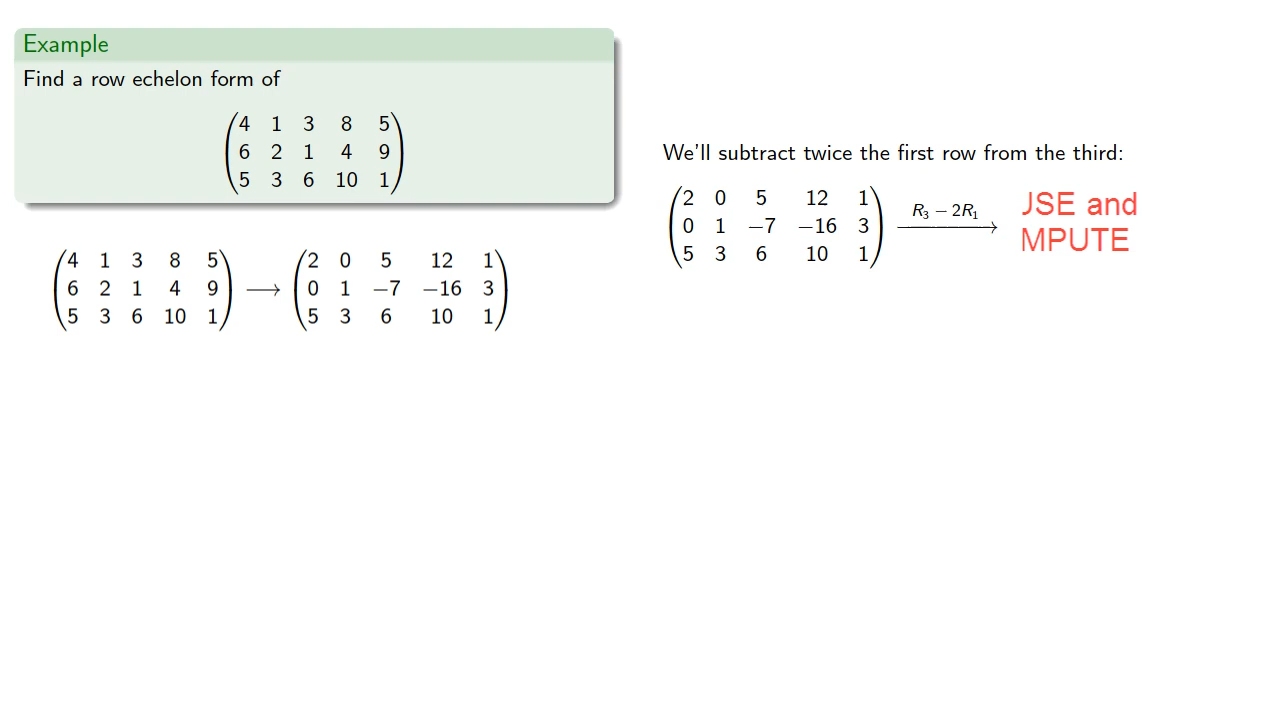 Example
Find a row echelon form of
4 1 3 8 5
6 2 1 4 9
5 3 6 10 1
4 1 3 8 5
6 2 1 4 9
5 3 6 10 1
⟶
2 0 5 12 1
0 1 −7 −16 3
5 3 6 10 1
We'll subtract twice the first row from the third:
2 0 5 12 1
0 1 −7 −16 3
5 3 6 10 1
R₃ − 2R₁
JSE and
MPUTE